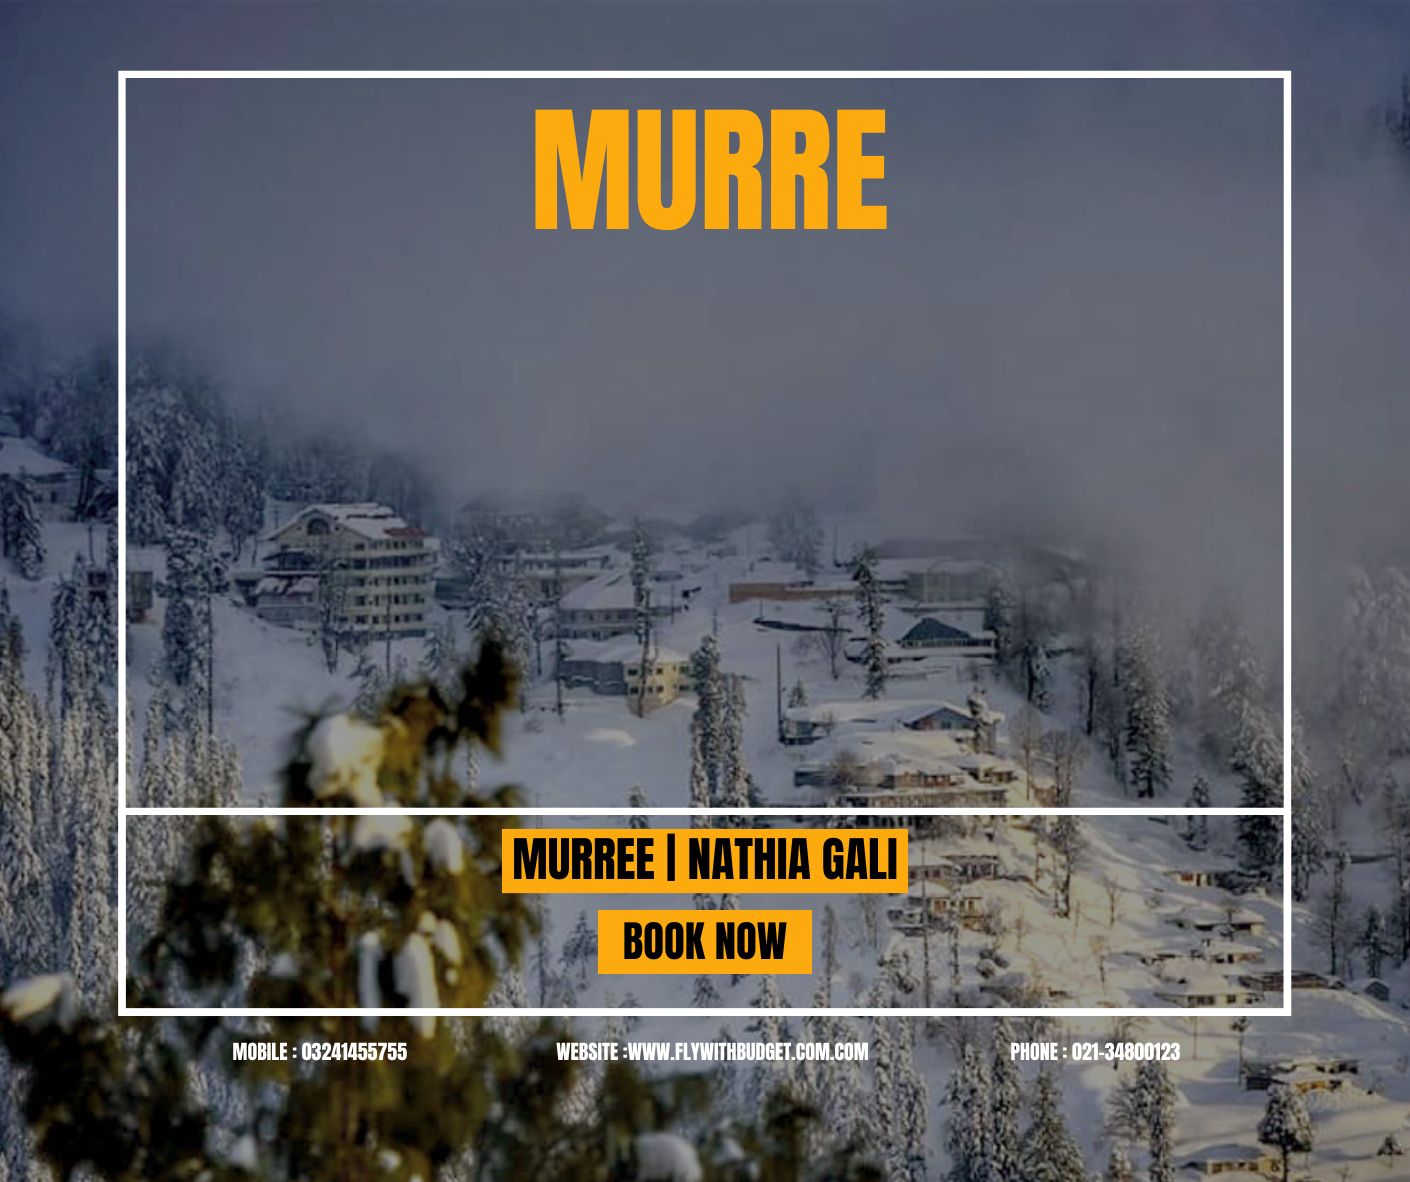 MURRE
MURREE | NATHIA GALI
BOOK NOW
MOBILE : 03241455755
WEBSITE :WWW.FLYWITHBUDGET.COM.COM
PHONE : 021-34800123